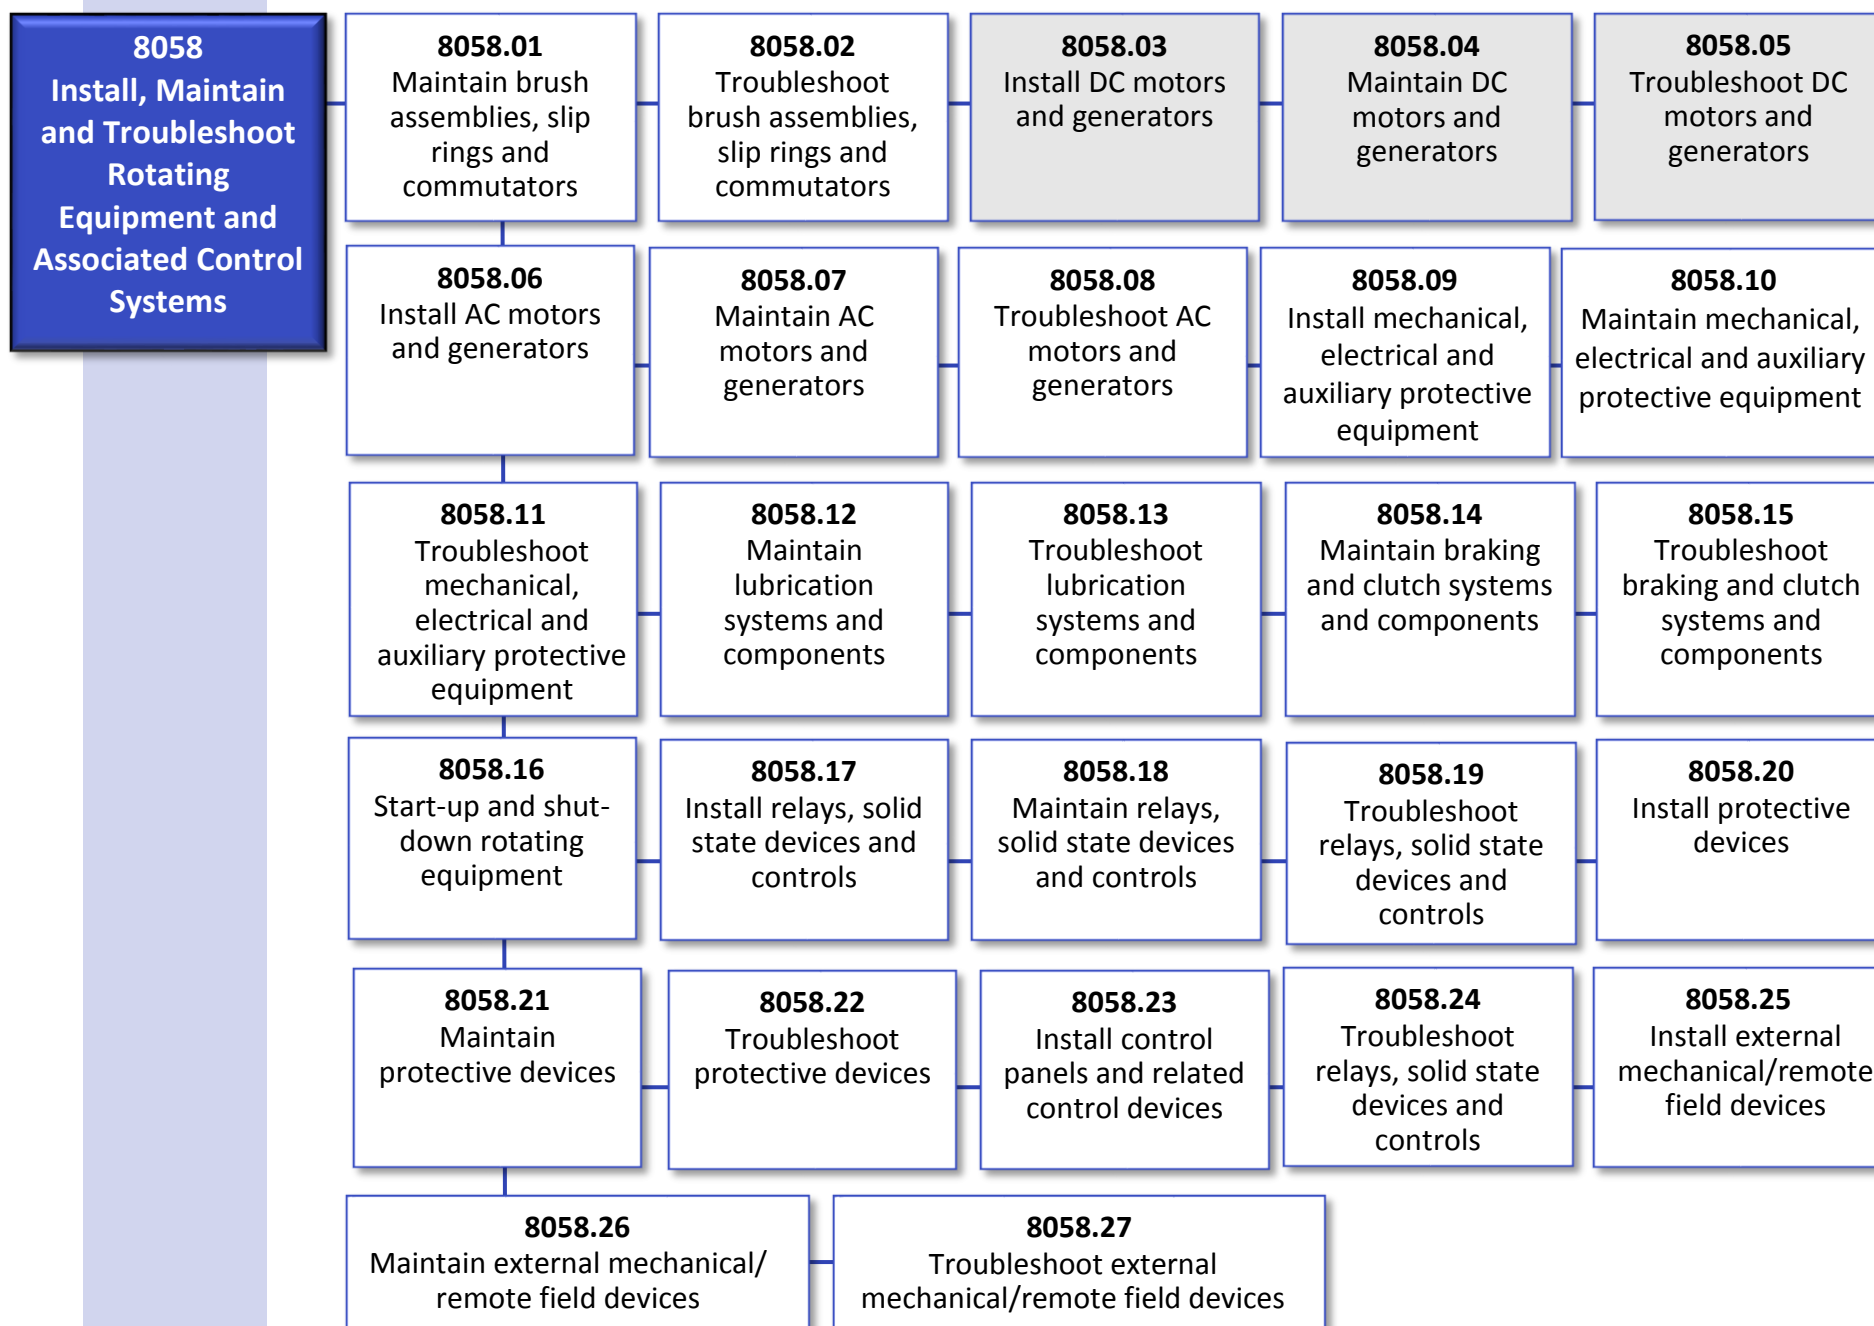 8058
Install, Maintain
and Troubleshoot
Rotating
Equipment and
Associated Control
Systems
8058.01
Maintain brush
assemblies, slip
rings and
commutators
8058.02
Troubleshoot
brush assemblies,
slip rings and
commutators
8058.03
Install DC motors
and generators
8058.04
Maintain DC
motors and
generators
8058.05
Troubleshoot DC
motors and
generators
8058.06
Install AC motors
and generators
8058.07
Maintain AC
motors and
generators
8058.08
Troubleshoot AC
motors and
generators
8058.09
Install mechanical,
electrical and
auxiliary protective
equipment
8058.10
Maintain mechanical,
electrical and auxiliary
protective equipment
8058.11
Troubleshoot
mechanical,
electrical and
auxiliary protective
equipment
8058.12
Maintain
lubrication
systems and
components
8058.13
Troubleshoot
lubrication
systems and
components
8058.14
Maintain braking
and clutch systems
and components
8058.15
Troubleshoot
braking and clutch
systems and
components
8058.16
Start-up and shut-
down rotating
equipment
8058.17
Install relays, solid
state devices and
controls
8058.18
Maintain relays,
solid state devices
and controls
8058.19
Troubleshoot
relays, solid state
devices and
controls
8058.20
Install protective
devices
8058.21
Maintain
protective devices
8058.22
Troubleshoot
protective devices
8058.23
Install control
panels and related
control devices
8058.24
Troubleshoot
relays, solid state
devices and
controls
8058.25
Install external
mechanical/remote
field devices
8058.26
Maintain external mechanical/
remote field devices
8058.27
Troubleshoot external
mechanical/remote field devices